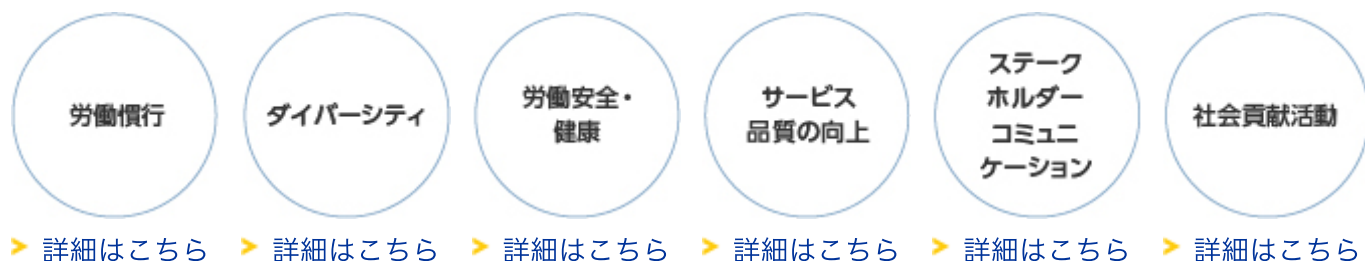 労働慣行
ダイバーシティ
労働安全・
健康
サービス
品質の向上
ステーク
ホルダー
コミュニ
ケーション
社会貢献活動
詳細はこちら
詳細はこちら
詳細はこちら
詳細はこちら
詳細はこちら
詳細はこちら